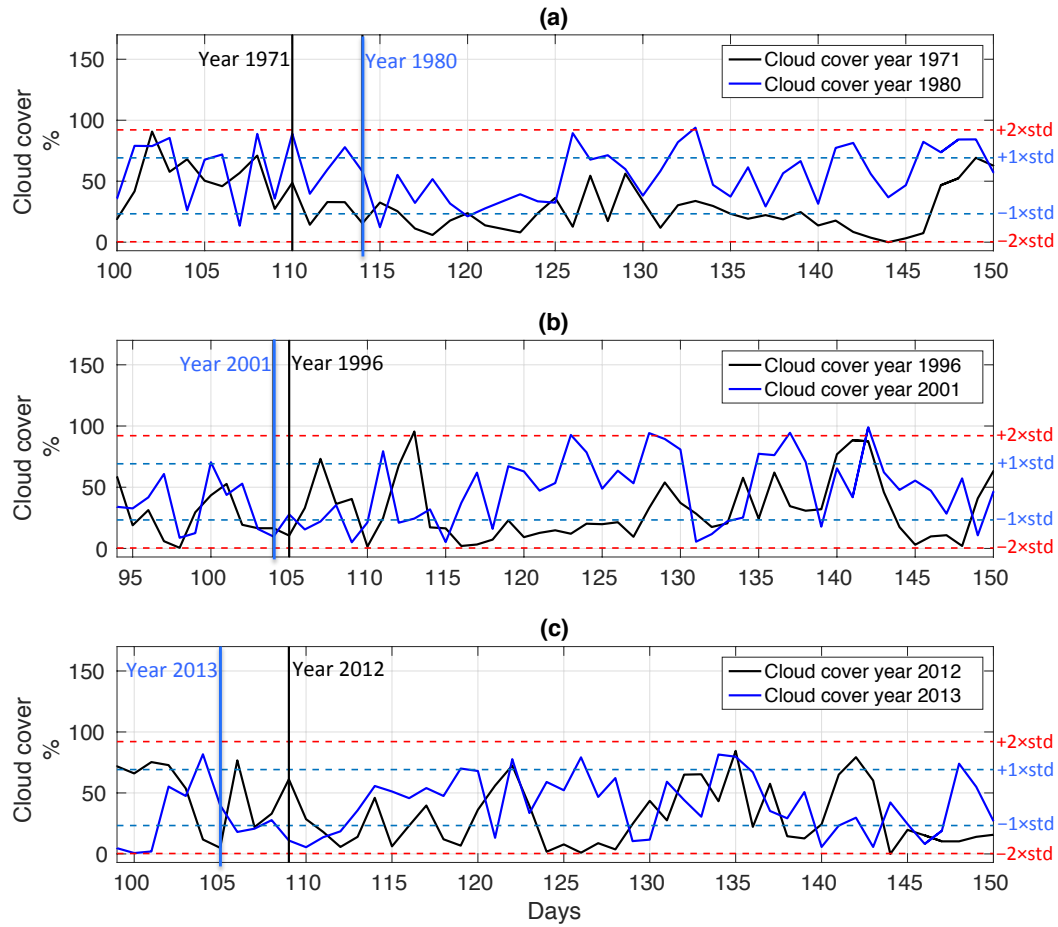 (a)
Year 1971
Year 1980
Cloud cover year 1971
Cloud cover year 1980
Cloud cover
%
150
100
50
0
+2×std
+1×std
−1×std
−2×std
100 105 110 115 120 125 130 135 140 145 150
(b)
Year 2001
Year 1996
Cloud cover year 1996
Cloud cover year 2001
Cloud cover
%
150
100
50
0
+2×std
+1×std
−1×std
−2×std
95 100 105 110 115 120 125 130 135 140 145 150
(c)
Year 2013
Year 2012
Cloud cover year 2012
Cloud cover year 2013
Cloud cover
%
150
100
50
0
+2×std
+1×std
−1×std
−2×std
100 105 110 115 120 125 130 135 140 145 150
Days